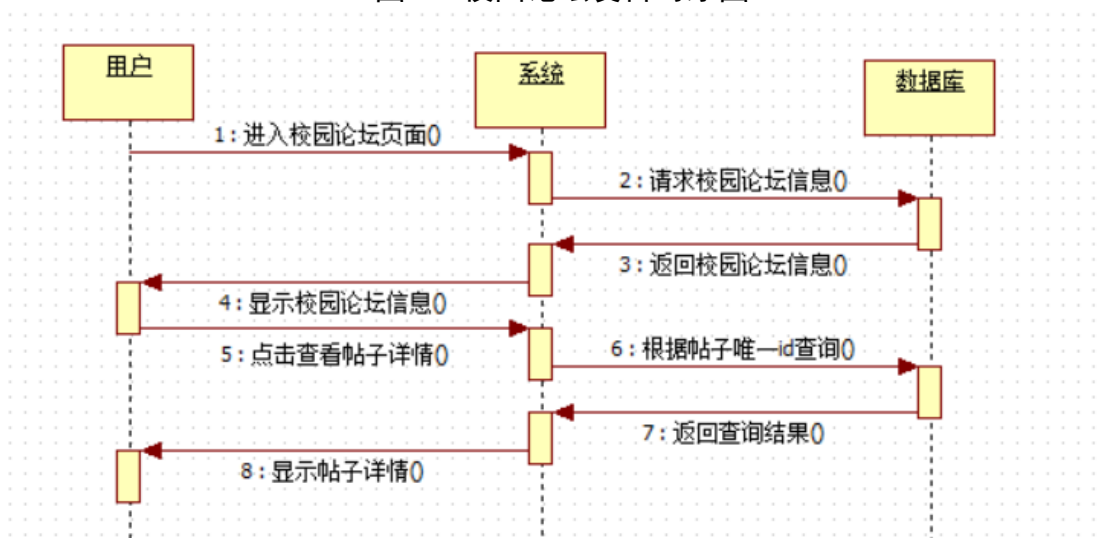 用户
系统
数据库
1：进入校园论坛页面()
2：请求校园论坛信息()
3：返回校园论坛信息()
4：显示校园论坛信息()
5：点击查看帖子详情()
6：根据帖子唯一id查询()
7：返回查询结果()
8：显示帖子详情()